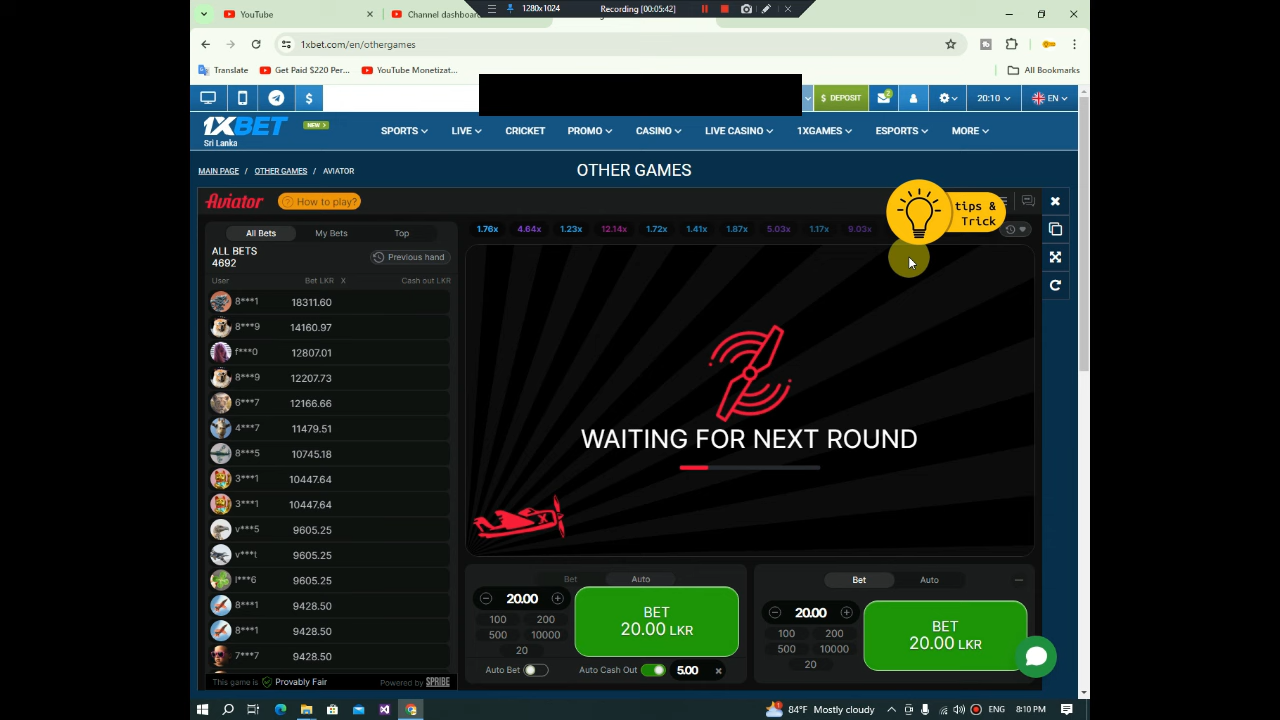 1280x1024
Recording [00:05:42]
YouTube
Channel dashboard
1xbet.com/en/othergames
Translate
Get Paid $220 Per...
YouTube Monetizat...
All Bookmarks
$ DEPOSIT
2
20:10
EN
1XBET
NEW >
Sri Lanka
SPORTS
LIVE
CRICKET
PROMO
CASINO
LIVE CASINO
1XGAMES
ESPORTS
MORE
MAIN PAGE / OTHER GAMES / AVIATOR
OTHER GAMES
Aviator
? How to play?
tips &
Trick
All Bets
My Bets
Top
1.76x 4.64x 1.23x 12.14x 1.72x 1.41x 1.87x 5.03x 1.17x 9.03x
ALL BETS
4692
Previous hand
User Bet LKR X Cash out LKR
8***1 18311.60
8***9 14160.97
f***0 12807.01
8***9 12207.73
6***7 12166.66
4***7 11479.51
8***5 10745.18
3***1 10447.64
3***1 10447.64
v***5 9605.25
v***t 9605.25
l***6 9605.25
8***1 9428.50
8***1 9428.50
7***7 9428.50
This game is Provably Fair
Powered by SPRIBE
WAITING FOR NEXT ROUND
Bet Auto
20.00
100 200
500 10000
20
BET
20.00 LKR
Auto Bet
Auto Cash Out
5.00 x
Bet Auto
20.00
100 200
500 10000
20
BET
20.00 LKR
84°F Mostly cloudy
ENG
8:10 PM